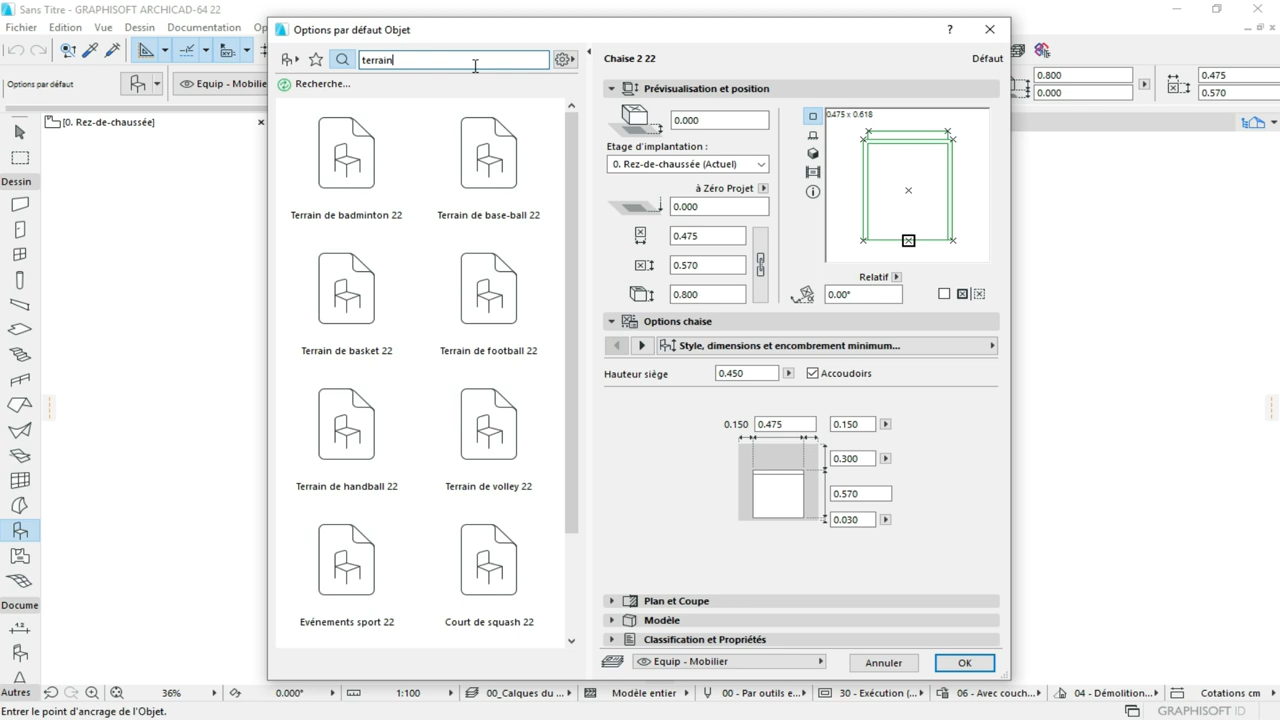 Sans Titre - GRAPHISOFT ARCHICAD-64 22
Fichier Edition Vue Dessin Documentation Op
Options par défaut
Equip - Mobilie
[0. Rez-de-chaussée]
Dessin
Docume
Autres
Options par défaut Objet
?
terrain
Recherche...
Terrain de badminton 22
Terrain de base-ball 22
Terrain de basket 22
Terrain de football 22
Terrain de handball 22
Terrain de volley 22
Evénements sport 22
Court de squash 22
Chaise 2 22
Défaut
Prévisualisation et position
0.000
Etage d'implantation :
0. Rez-de-chaussée (Actuel)
à Zéro Projet
0.000
0.475
0.570
0.800
0.475 x 0.618
Relatif
0.00°
Options chaise
Style, dimensions et encombrement minimum...
Hauteur siège
0.450
Accoudoirs
0.150
0.475
0.150
0.300
0.570
0.030
Plan et Coupe
Modèle
Classification et Propriétés
Equip - Mobilier
Annuler
OK
0.800
0.000
0.475
0.570
1.2
36%
0.000°
1:100
00_Calques du ...
Modèle entier
00 - Par outils e...
30 - Exécution (...
06 - Avec couch...
04 - Démolition...
Cotations cm
Entrer le point d'ancrage de l'Objet.
GRAPHISOFT ID